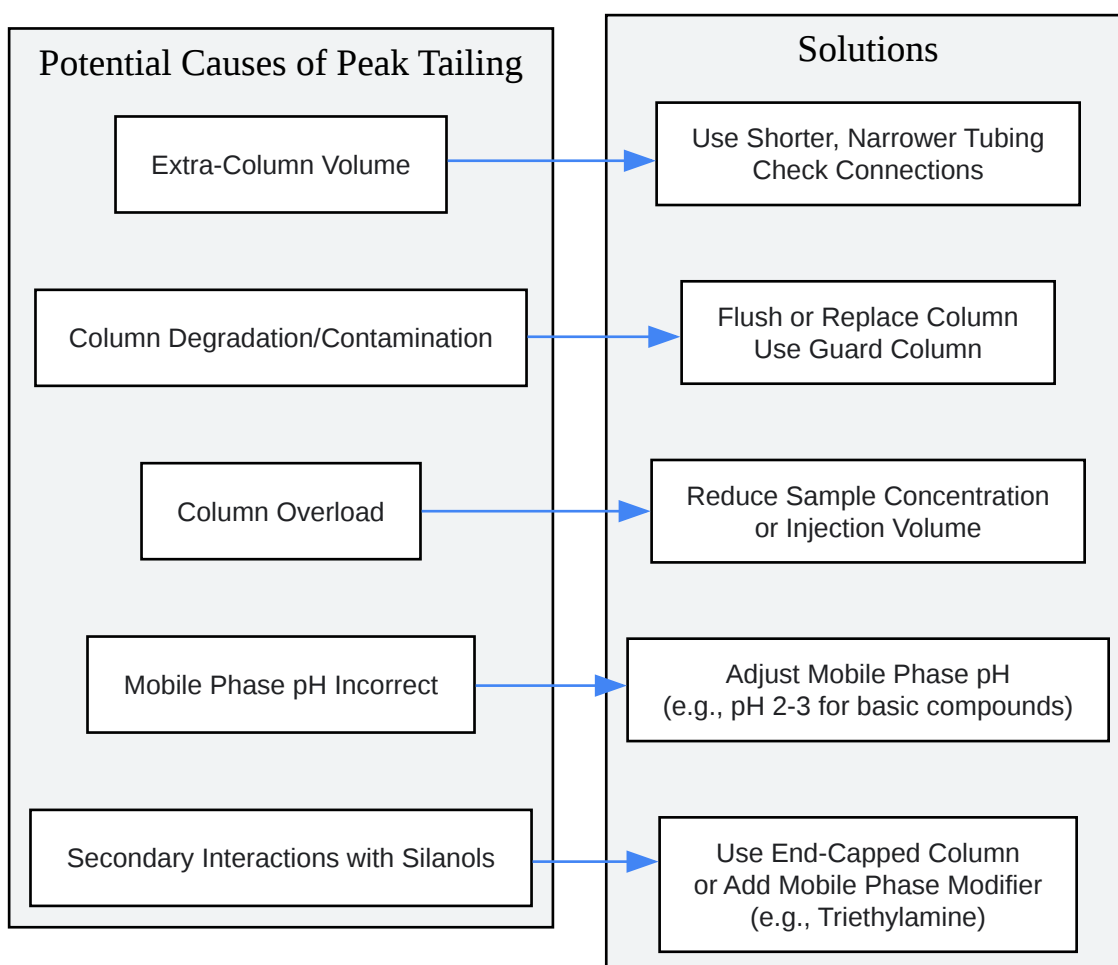 Potential Causes of Peak Tailing
Extra-Column Volume
Column Degradation/Contamination
Column Overload
Mobile Phase pH Incorrect
Secondary Interactions with Silanols
Solutions
Use Shorter, Narrower Tubing
Check Connections
Flush or Replace Column
Use Guard Column
Reduce Sample Concentration
or Injection Volume
Adjust Mobile Phase pH
(e.g., pH 2-3 for basic compounds)
Use End-Capped Column
or Add Mobile Phase Modifier
(e.g., Triethylamine)